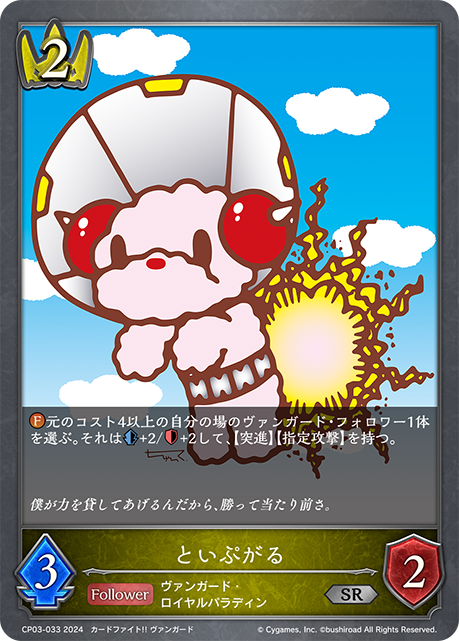 2
F元のコスト4以上の自分の場のヴァンガード・フォロワー1体
を選ぶ。それは+2/+2して、【突進】【指定攻撃】を持つ。
僕が力を貸してあげるんだから、勝って当たり前さ。
といぷがる
3
Follower
ヴァンガード・
ロイヤルパラディン
SR
2
CP03-033 2024 カードファイト!! ヴァンガード
© Cygames, Inc. ©bushiroad All Rights Reserved.